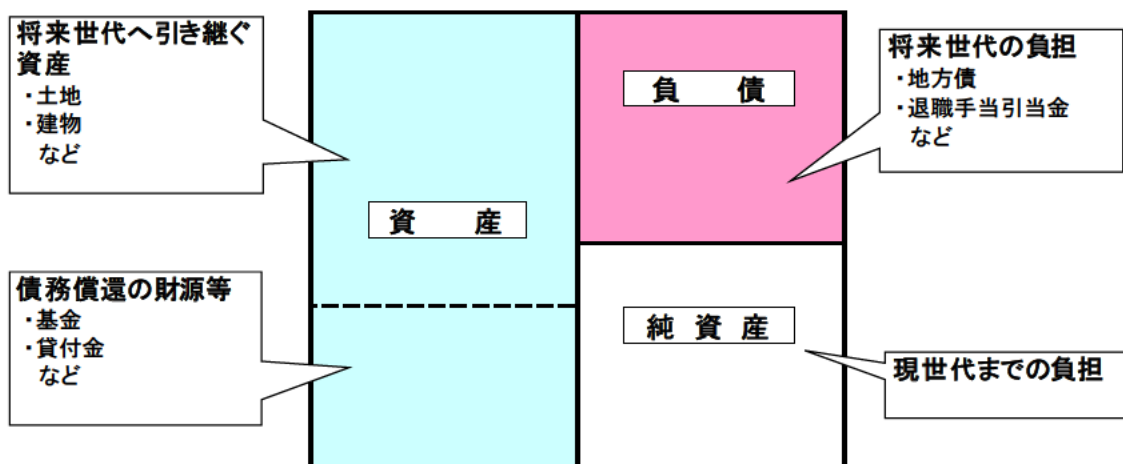 将来世代へ引き継ぐ
資産
・土地
・建物
など
債務償還の財源等
・基金
・貸付金
など
資　産
負　債
純 資 産
将来世代の負担
・地方債
・退職手当引当金
など
現世代までの負担